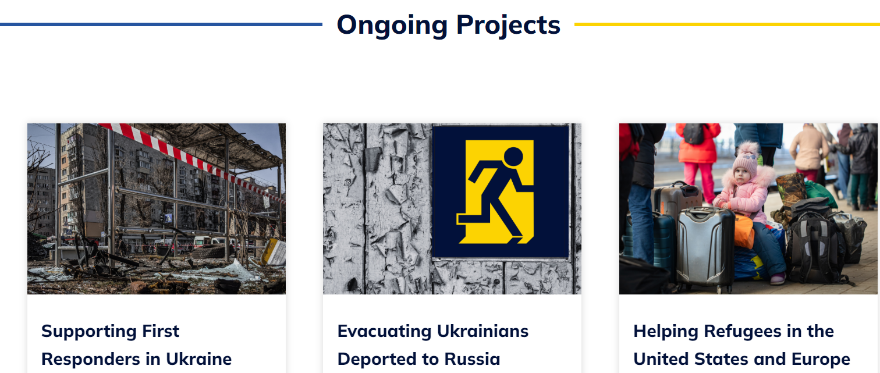 Ongoing Projects
Supporting First
Responders in Ukraine
Evacuating Ukrainians
Deported to Russia
Helping Refugees in the
United States and Europe